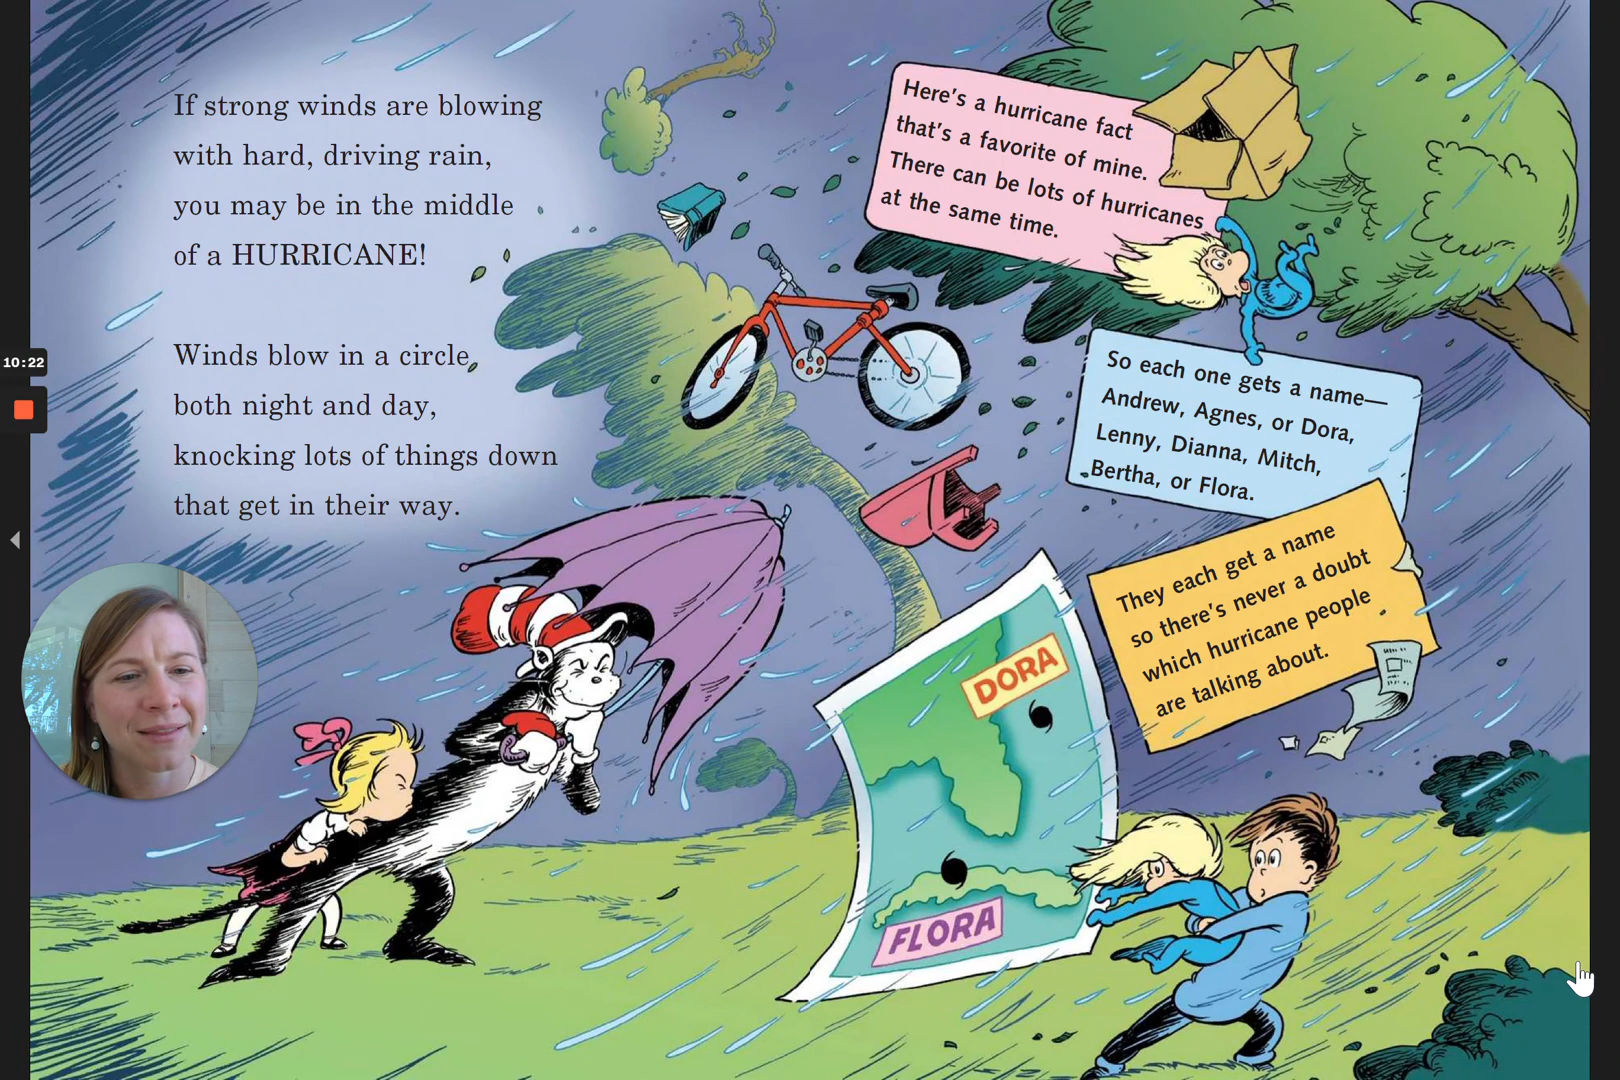 If strong winds are blowing
with hard, driving rain,
you may be in the middle
of a HURRICANE!
Winds blow in a circle,
both night and day,
knocking lots of things down
that get in their way.
Here's a hurricane fact
that's a favorite of mine.
There can be lots of hurricanes
at the same time.
So each one gets a name—
Andrew, Agnes, or Dora,
Lenny, Dianna, Mitch,
Bertha, or Flora.
They each get a name
so there's never a doubt
which hurricane people
are talking about.
DORA
FLORA
10:22